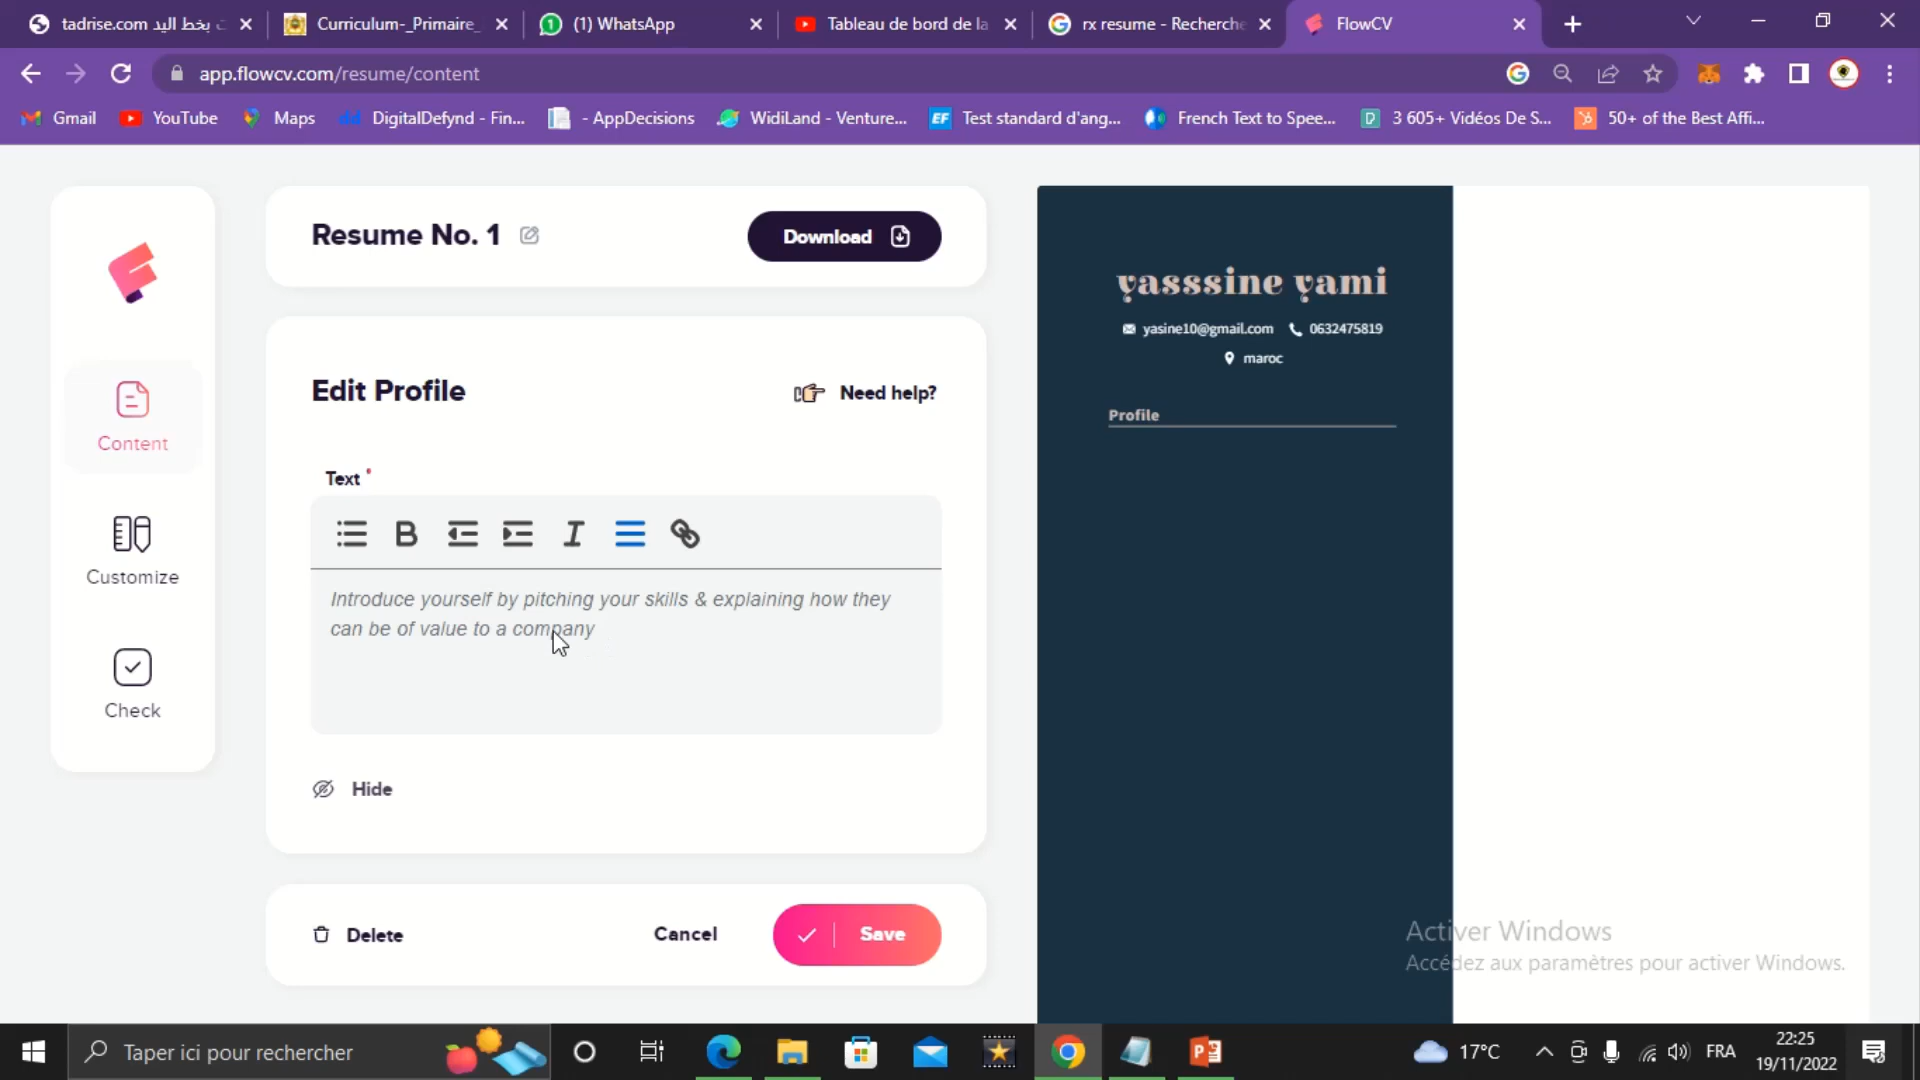 tadrise.com ت بخط اليد
Curriculum-_Primaire_
(1) WhatsApp
Tableau de bord de la
rx resume - Recherche
FlowCV
app.flowcv.com/resume/content
Gmail
YouTube
Maps
DigitalDefynd - Fin...
- AppDecisions
WidiLand - Venture...
EF Test standard d'ang...
French Text to Spee...
3 605+ Vidéos De S...
50+ of the Best Affi...
Resume No. 1
Download
Content
Customize
Check
Edit Profile
Need help?
Text *
Introduce yourself by pitching your skills & explaining how they
can be of value to a company
Hide
Delete
Cancel
Save
yasssine yami
yasine10@gmail.com 0632475819
maroc
Profile
Activer Windows
Accédez aux paramètres pour activer Windows.
Taper ici pour rechercher
17°C
FRA
22:25
19/11/2022